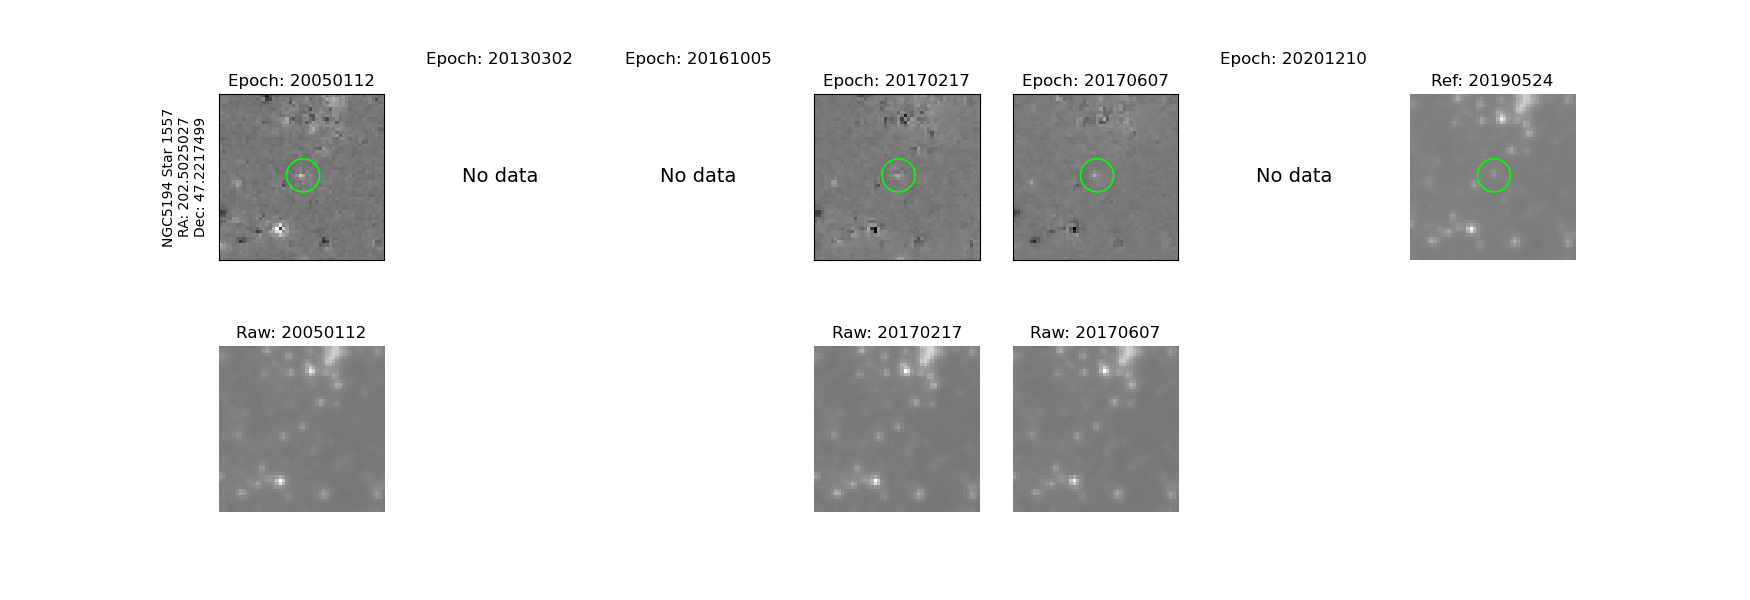 Epoch: 20130302
Epoch: 20161005
Epoch: 20201210
Epoch: 20050112
Epoch: 20170217
Epoch: 20170607
Ref: 20190524
NGC5194 Star 1557
RA: 202.5025027
Dec: 47.2217499
No data
No data
No data
Raw: 20050112
Raw: 20170217
Raw: 20170607